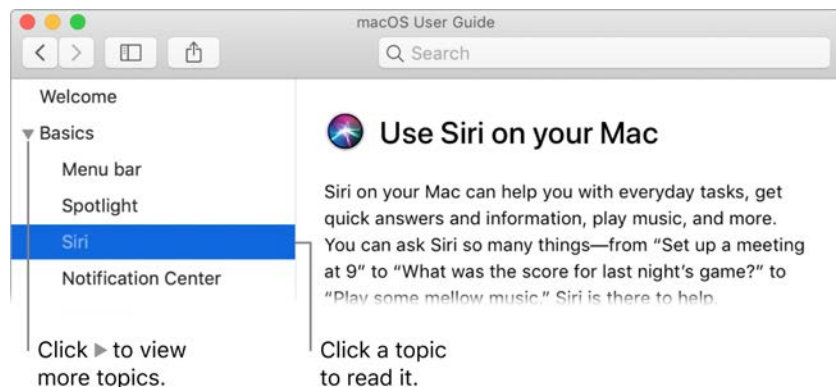 macOS User Guide
Search
Welcome
Basics
Menu bar
Spotlight
Siri
Notification Center
Use Siri on your Mac
Siri on your Mac can help you with everyday tasks, get
quick answers and information, play music, and more.
You can ask Siri so many things—from “Set up a meeting
at 9” to “What was the score for last night’s game?” to
“Play some mellow music.” Siri is there to help.
Click ▶ to view
more topics.
Click a topic
to read it.